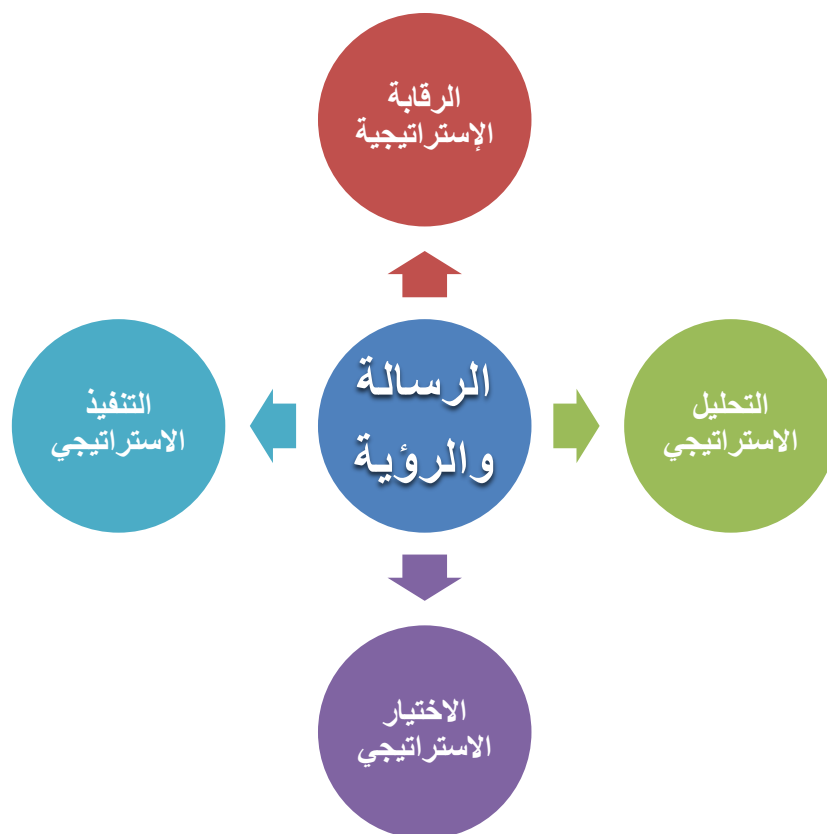 الرقابة
الإستراتيجية
التحليل
الاستراتيجي
الرسالة
والرؤية
التنفيذ
الاستراتيجي
الاختيار
الاستراتيجي